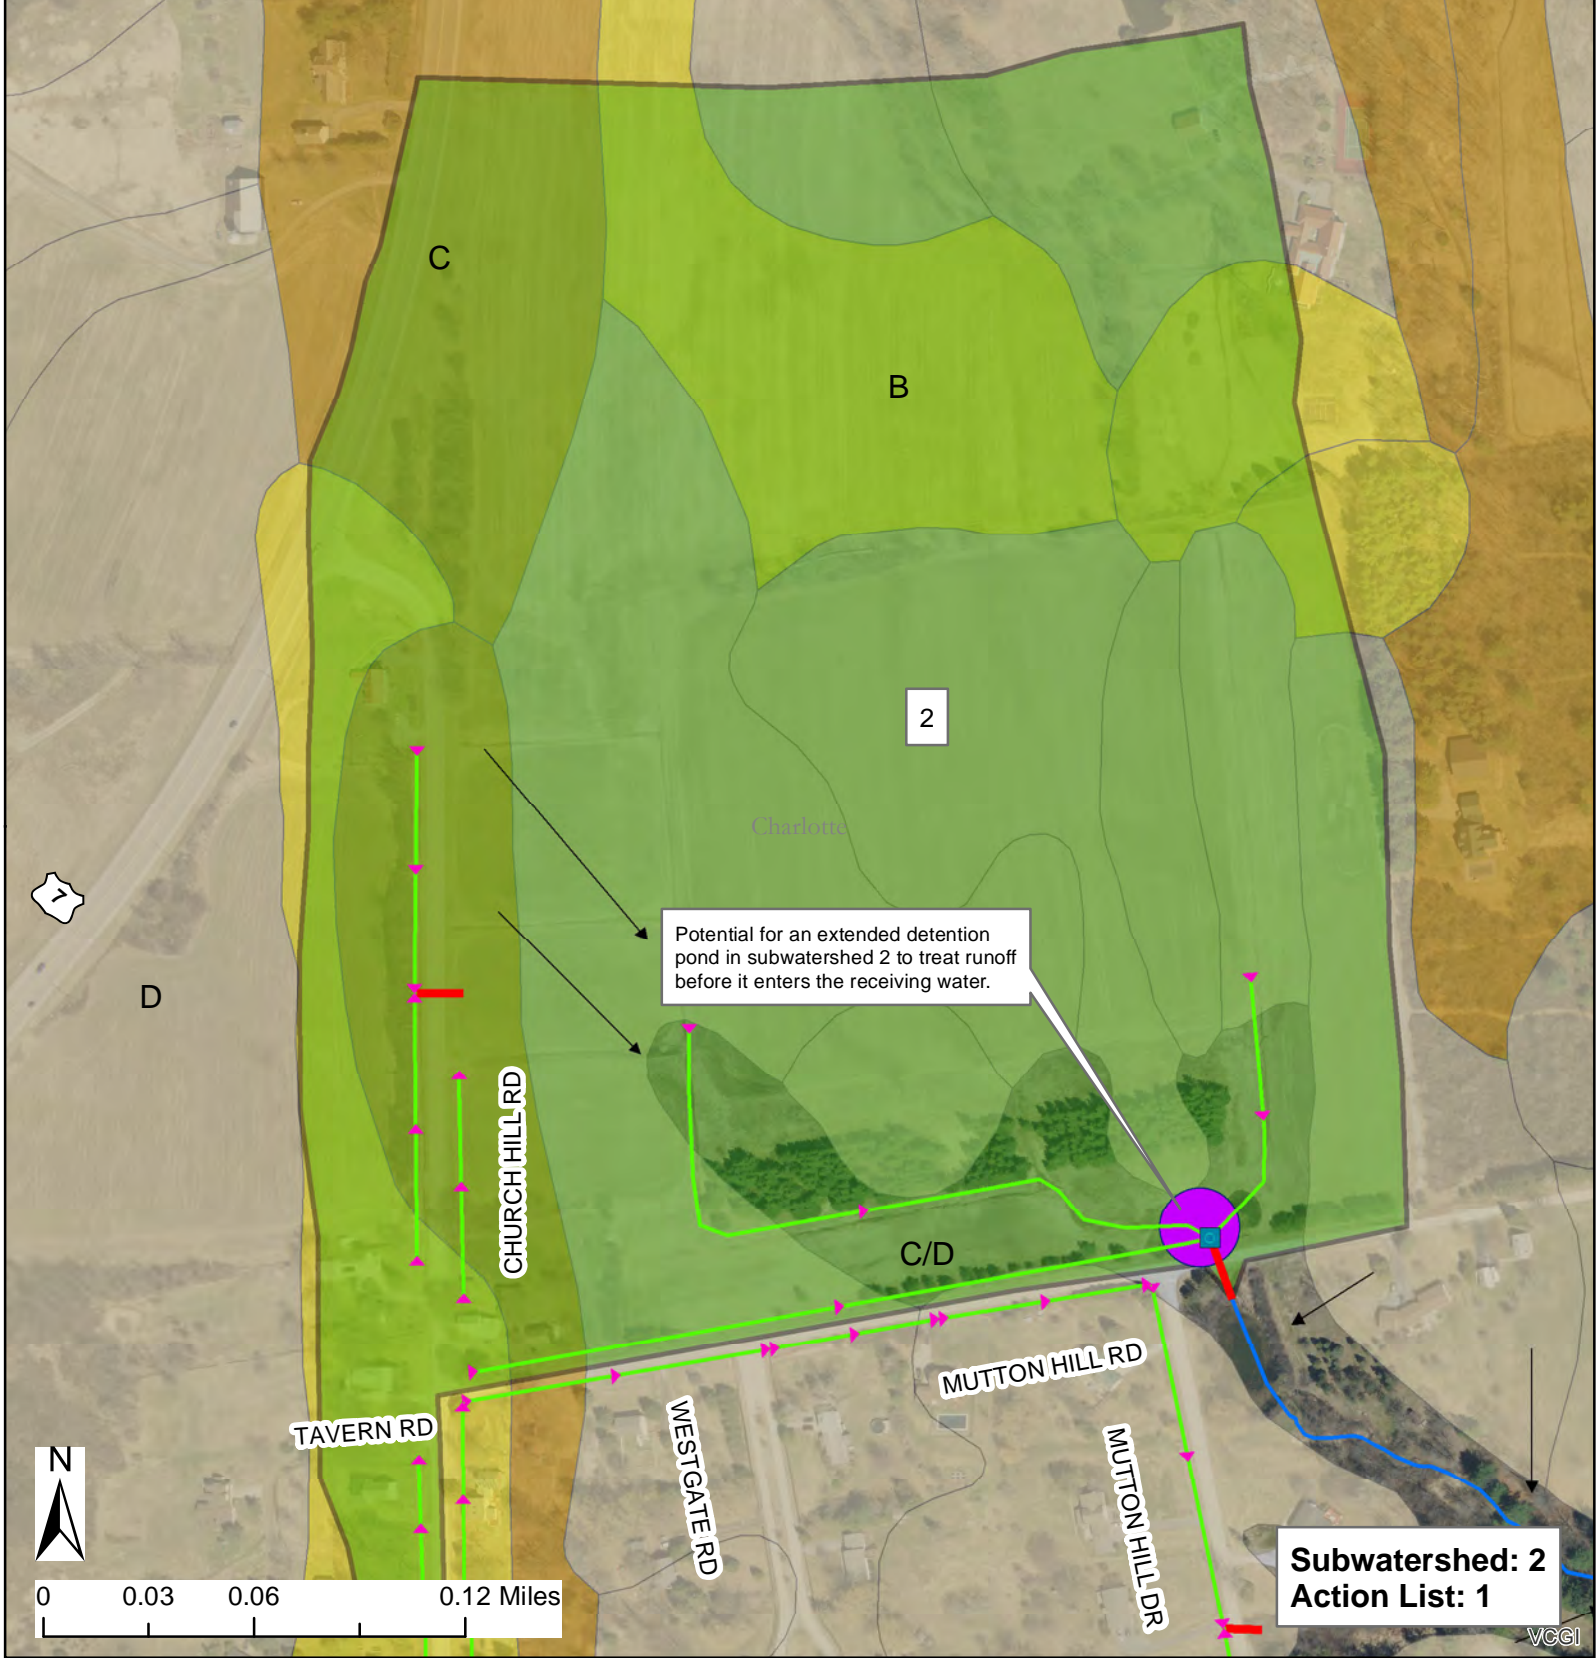 C
B
2
Charlotte
7
Potential for an extended detention
pond in subwatershed 2 to treat runoff
before it enters the receiving water.
D
CHURCH HILL RD
C/D
MUTTON HILL RD
TAVERN RD
WESTGATE RD
MUTTON HILL DR
N
0 0.03 0.06 0.12 Miles
Subwatershed: 2
Action List: 1
VCGI